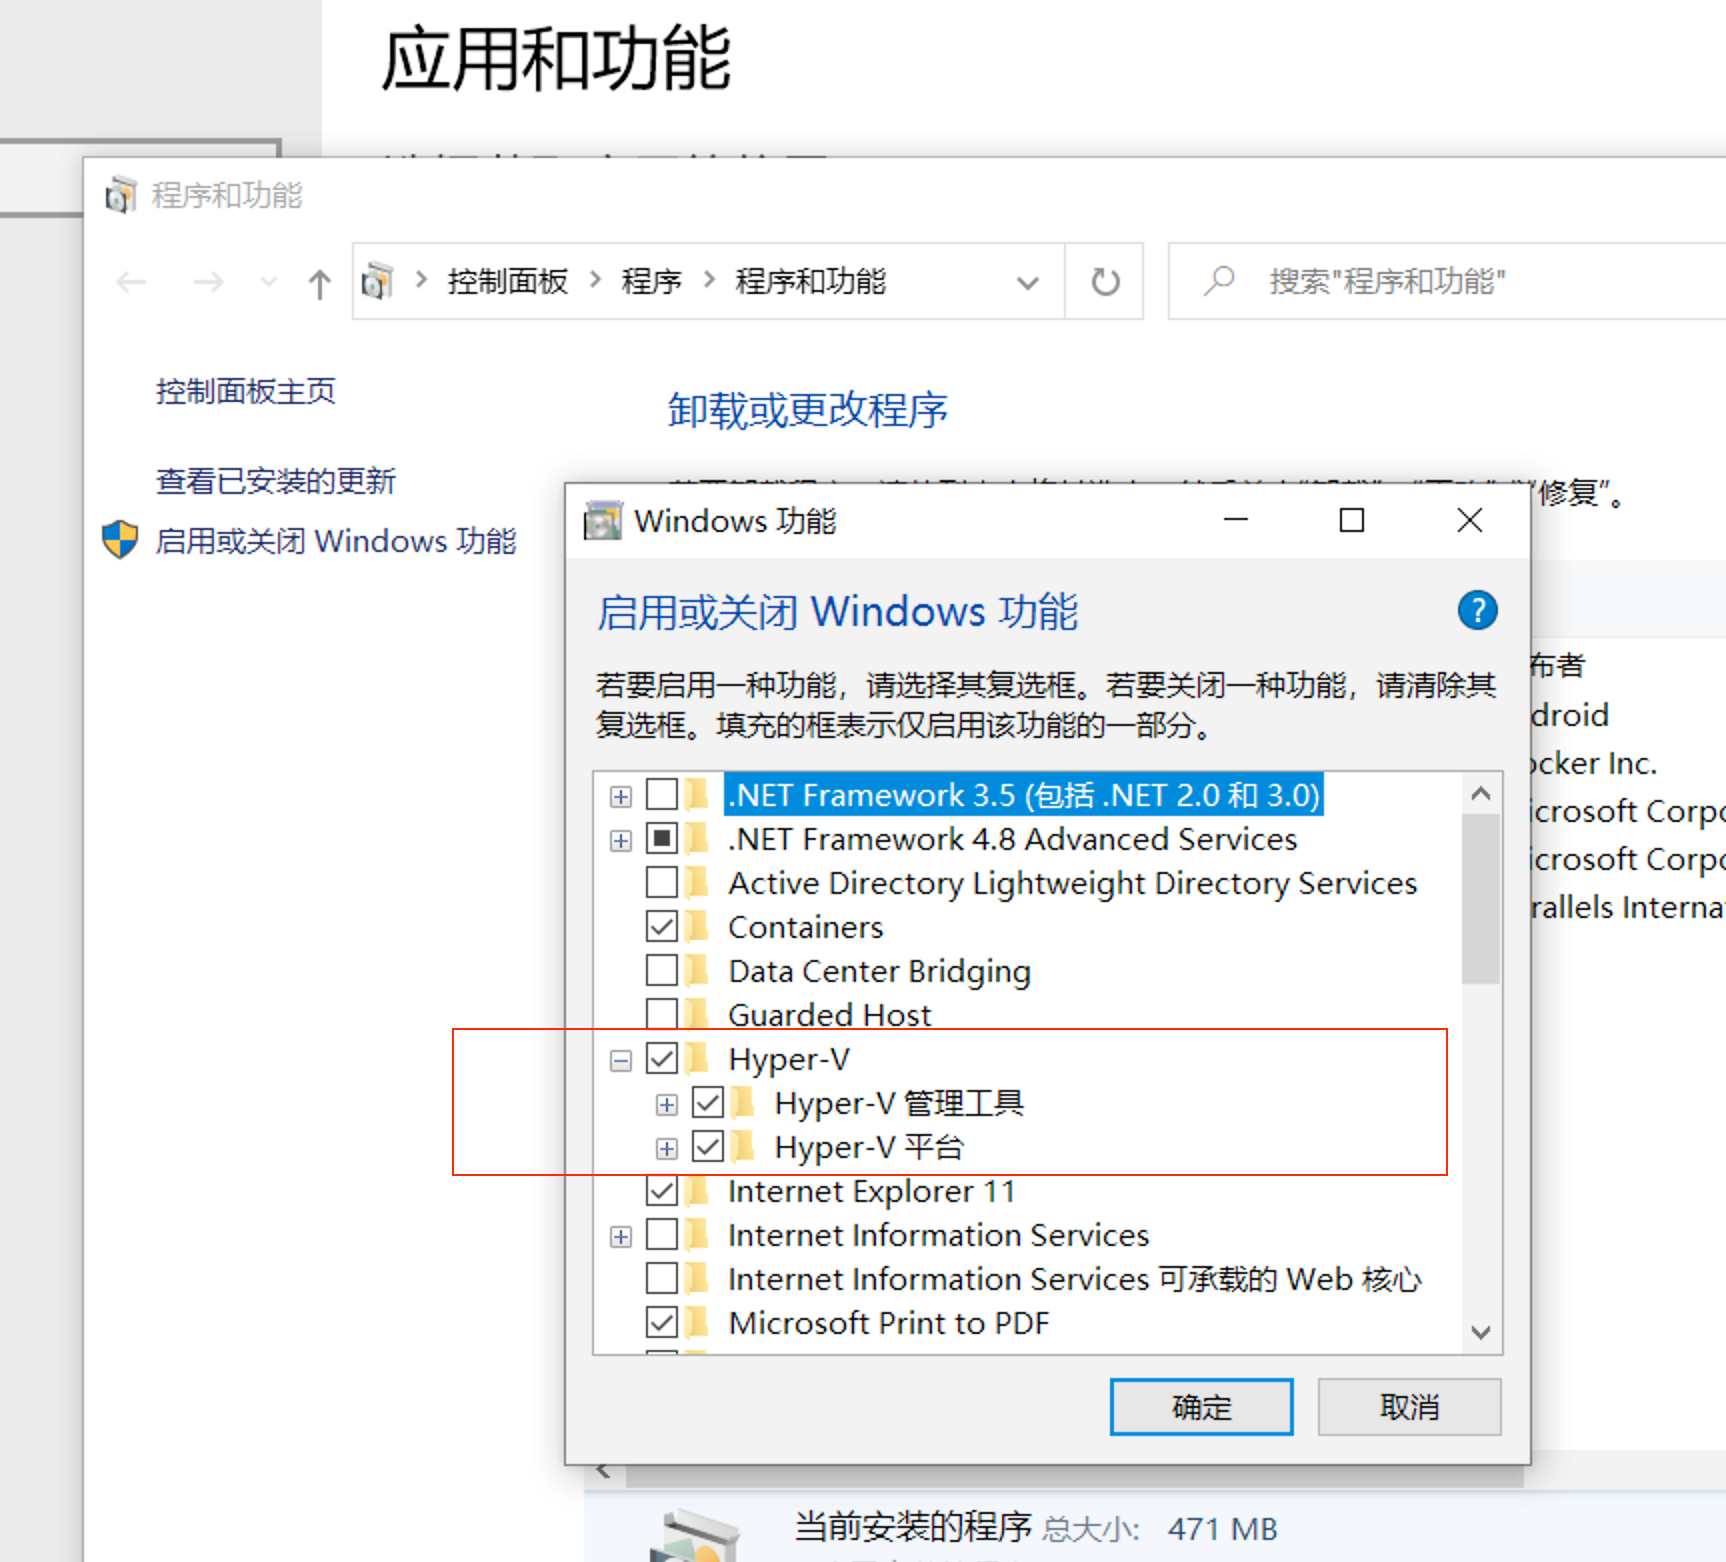 应用和功能
程序和功能
控制面板 程序 程序和功能
搜索"程序和功能"
控制面板主页
卸载或更改程序
查看已安装的更新
修复”。
启用或关闭 Windows 功能
Windows 功能
启用或关闭 Windows 功能
若要启用一种功能，请选择其复选框。若要关闭一种功能，请清除其
复选框。填充的框表示仅启用该功能的一部分。
布者
droid
ocker Inc.
icrosoft Corpo
icrosoft Corpo
rallels Interna
.NET Framework 3.5 (包括 .NET 2.0 和 3.0)
.NET Framework 4.8 Advanced Services
Active Directory Lightweight Directory Services
Containers
Data Center Bridging
Guarded Host
Hyper-V
Hyper-V 管理工具
Hyper-V 平台
Internet Explorer 11
Internet Information Services
Internet Information Services 可承载的 Web 核心
Microsoft Print to PDF
确定
取消
当前安装的程序 总大小: 471 MB